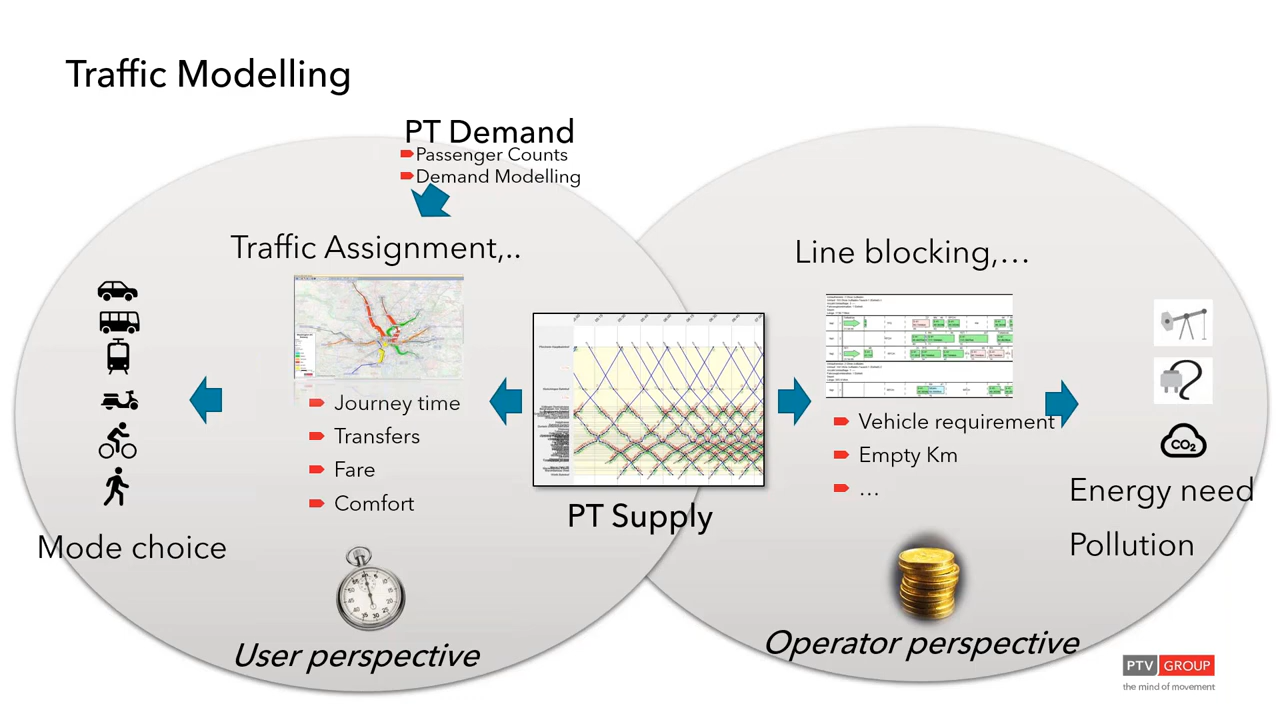 Traffic Modelling
PT Demand
Passenger Counts
Demand Modelling
Traffic Assignment,..
Journey time
Transfers
Fare
Comfort
Mode choice
User perspective
PT Supply
Line blocking,...
Vehicle requirement
Empty Km
...
CO2
Energy need
Pollution
Operator perspective
PTV GROUP
the mind of movement